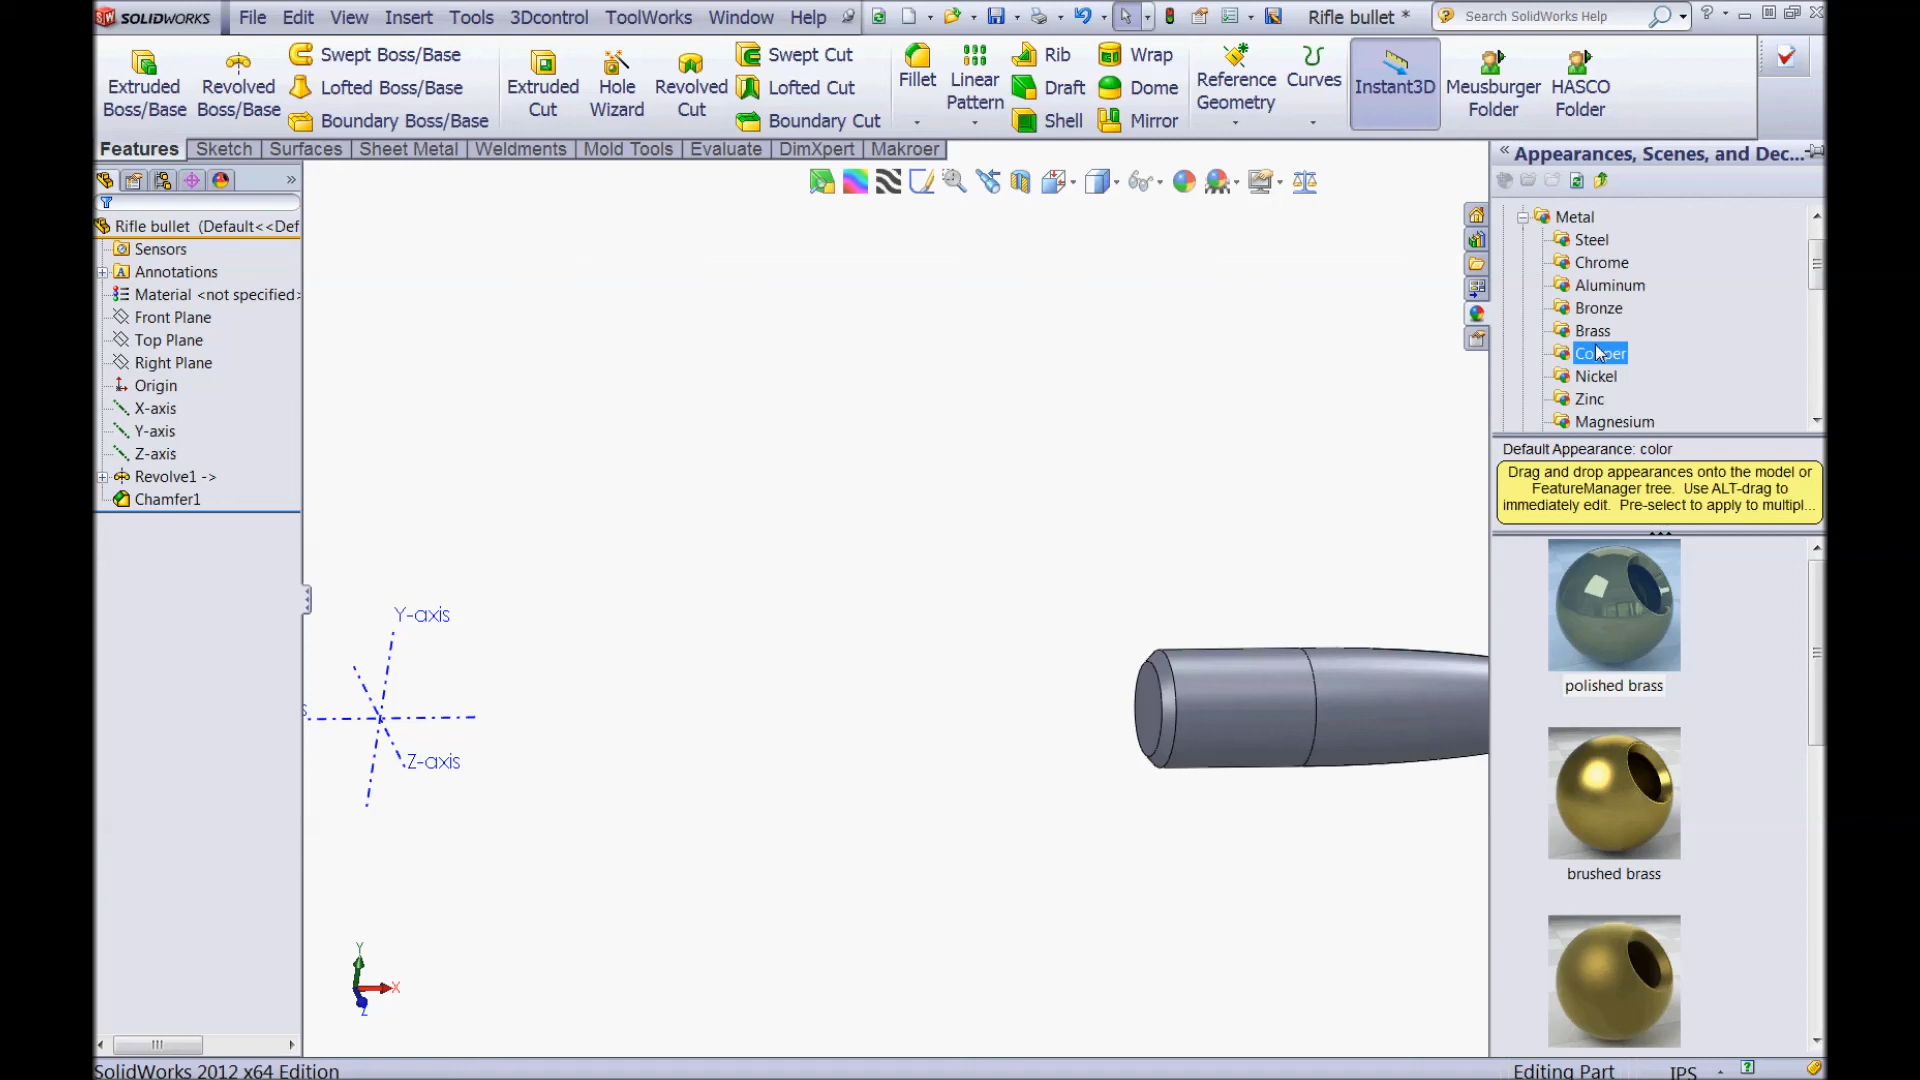 SOLIDWORKS File Edit View Insert Tools 3Dcontrol ToolWorks Window Help Rifle bullet * Search SolidWorks Help
Extruded Boss/Base
Revolved Boss/Base
Swept Boss/Base
Lofted Boss/Base
Boundary Boss/Base
Extruded Cut
Hole Wizard
Revolved Cut
Swept Cut
Lofted Cut
Boundary Cut
Fillet
Linear Pattern
Rib
Draft
Shell
Wrap
Dome
Mirror
Reference Geometry
Curves
Instant3D
Meusburger Folder
HASCO Folder
Features Sketch Surfaces Sheet Metal Weldments Mold Tools Evaluate DimXpert Makroer
Rifle bullet (Default<<Def
Sensors
Annotations
Material <not specified>
Front Plane
Top Plane
Right Plane
Origin
X-axis
Y-axis
Z-axis
Revolve1 ->
Chamfer1
Y-axis
Z-axis
Y
X
Z
Appearances, Scenes, and Dec...
Metal
Steel
Chrome
Aluminum
Bronze
Brass
Nickel
Zinc
Magnesium
Default Appearance: color
Drag and drop appearances onto the model or
FeatureManager tree. Use ALT-drag to
immediately edit. Pre-select to apply to multipl...
polished brass
brushed brass
SolidWorks 2012 x64 Edition
Editing Part IPS